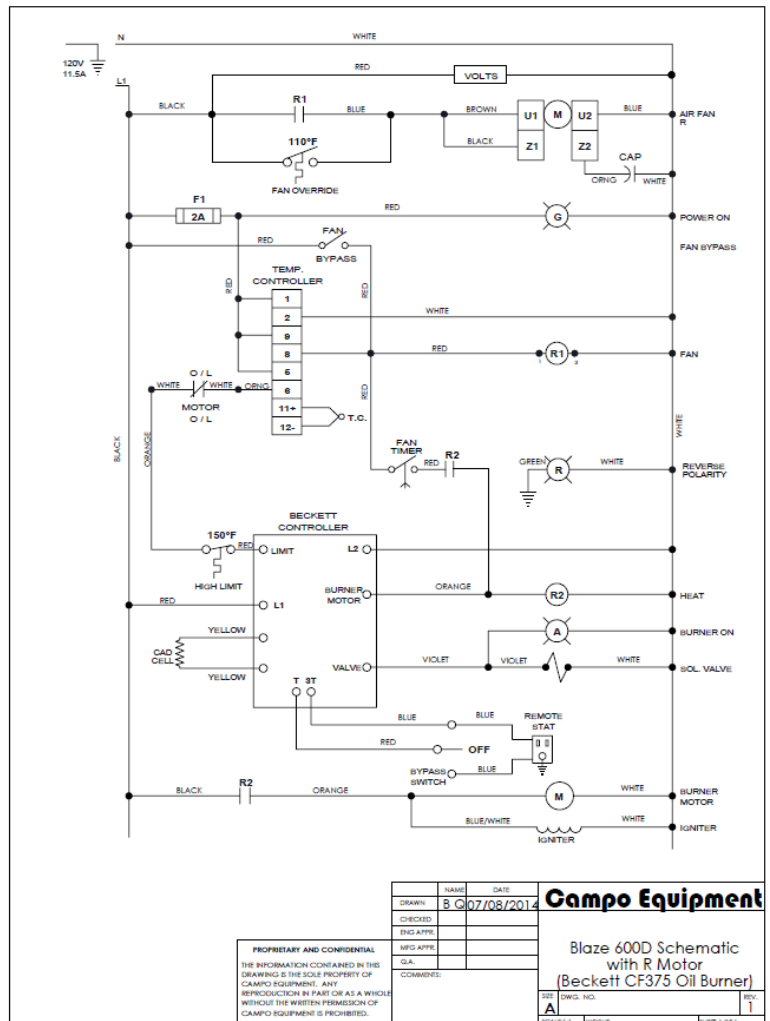 N
WHITE
120V
11.5A
RED
VOLTS
L1
BLACK
R1
BLUE
BROWN
U1
M
U2
BLUE
AIR FAN
R
110°F
BLACK
Z1
Z2
CAP
ORNG
WHITE
FAN OVERRIDE
F1
2A
RED
G
POWER ON
RED
FAN
BYPASS
FAN BYPASS
TEMP.
CONTROLLER
RED
RED
1
2
WHITE
9
8
RED
1
R1
2
FAN
5
O / L
WHITE
WHITE
ORNG
6
MOTOR
O / L
11+
T.C.
12-
RED
WHITE
BLACK
ORANGE
FAN
TIMER
RED
R2
GREEN
R
WHITE
REVERSE
POLARITY
BECKETT
CONTROLLER
150°F
RED
LIMIT
L2
HIGH LIMIT
BURNER
MOTOR
ORANGE
R2
HEAT
RED
L1
YELLOW
A
BURNER ON
CAD
CELL
VALVE
VIOLET
VIOLET
WHITE
SOL. VALVE
YELLOW
T 3T
BLUE
BLUE
REMOTE
STAT
RED
OFF
BYPASS
SWITCH
BLUE
R2
BLACK
ORANGE
M
WHITE
BURNER
MOTOR
BLUE/WHITE
WHITE
IGNITER
IGNITER
NAME
DATE
DRAWN
B Q
07/08/2014
CHECKED
ENG APPR.
MFG APPR.
Q.A.
COMMENTS:
Campo Equipment
Blaze 600D Schematic
with R Motor
(Beckett CF375 Oil Burner)
SIZE
A
DWG. NO.
REV.
1
PROPRIETARY AND CONFIDENTIAL
THE INFORMATION CONTAINED IN THIS
DRAWING IS THE SOLE PROPERTY OF
CAMPO EQUIPMENT. ANY
REPRODUCTION IN PART OR AS A WHOLE
WITHOUT THE WRITTEN PERMISSION OF
CAMPO EQUIPMENT IS PROHIBITED.